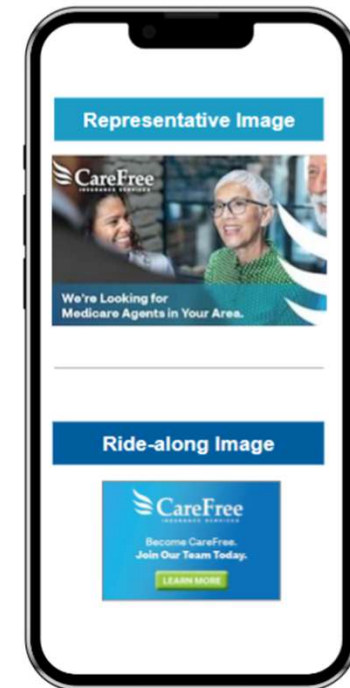 Representative Image
CareFree
INSURANCE SERVICES
We're Looking for
Medicare Agents in Your Area.
Ride-along Image
CareFree
INSURANCE SERVICES
Become CareFree.
Join Our Team Today.
LEARN MORE